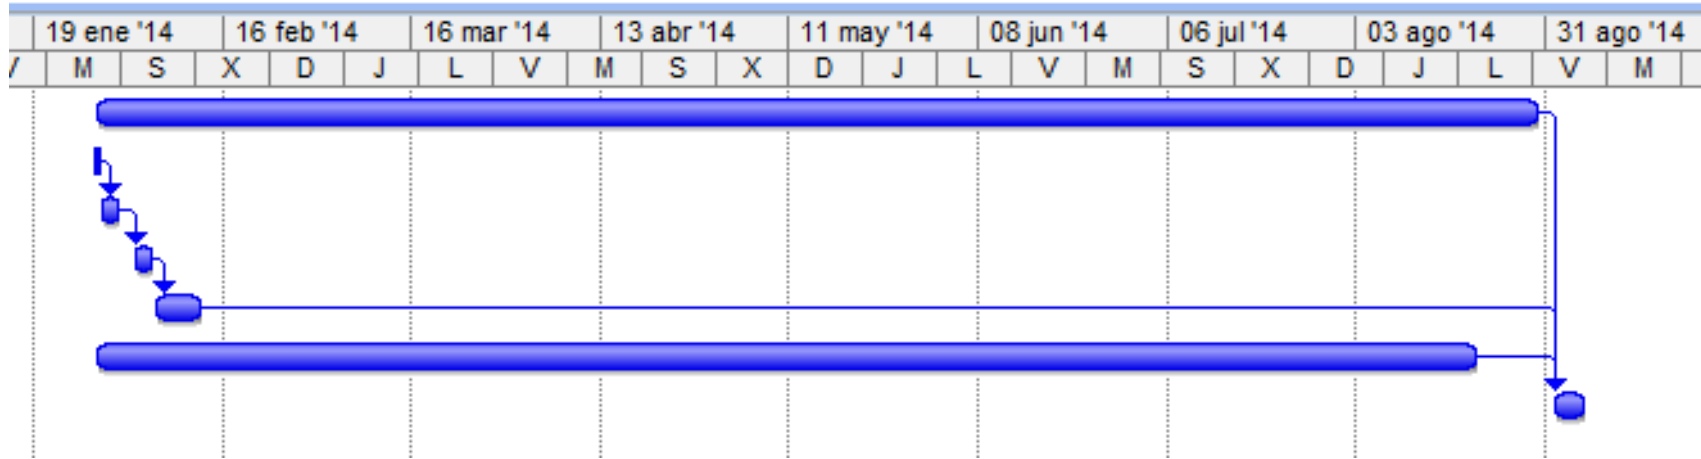 19 ene '14 16 feb '14 16 mar '14 13 abr '14 11 may '14 08 jun '14 06 jul '14 03 ago '14 31 ago '14
V M S X D J L V M S X D J L V M S X D J L V M